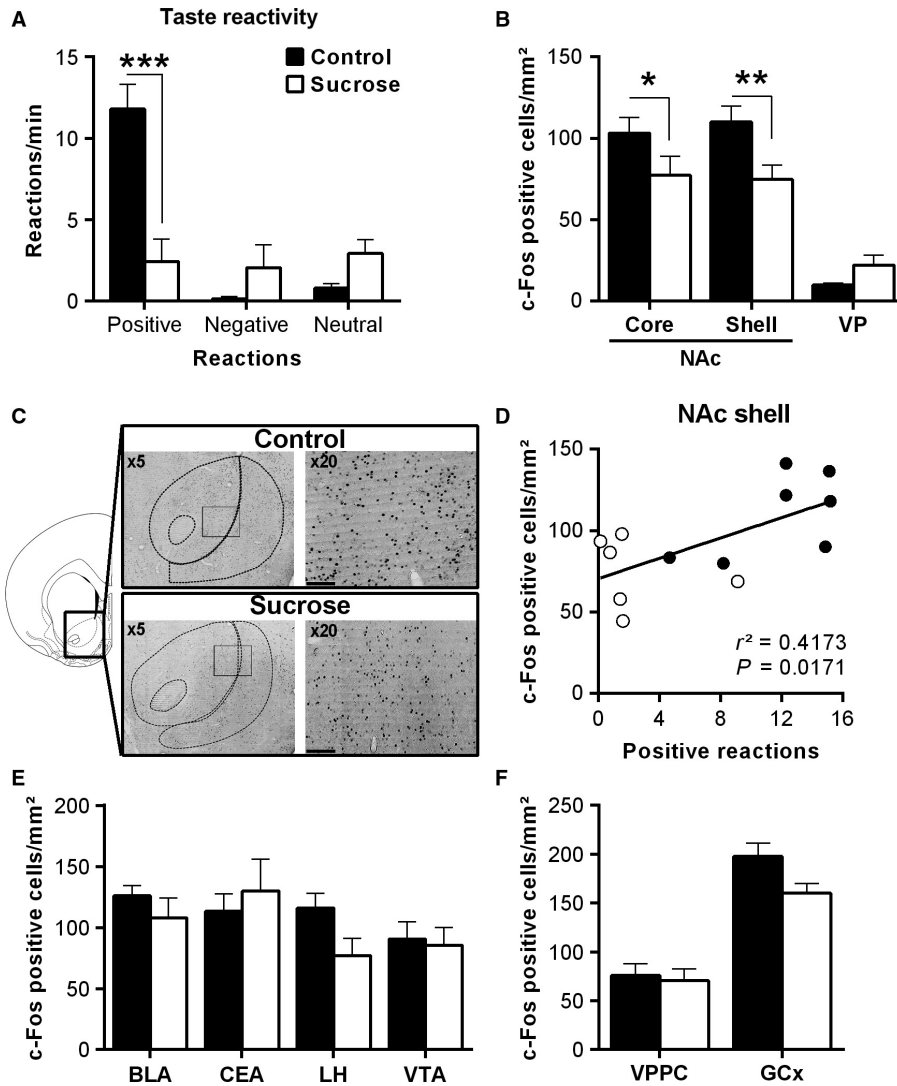 A
Taste reactivity
Reactions/min
15
10
5
0
***
Control
Sucrose
Positive Negative Neutral
Reactions
B
c-Fos positive cells/mm²
150
100
50
0
*
**
Core Shell VP
NAc
C
Control
x5
x20
Sucrose
x5
x20
D
NAc shell
c-Fos positive cells/mm²
150
100
50
0
r² = 0.4173
P = 0.0171
0 4 8 12 16
Positive reactions
E
c-Fos positive cells/mm²
200
150
100
50
0
BLA CEA LH VTA
F
c-Fos positive cells/mm²
250
200
150
100
50
0
VPPC GCx